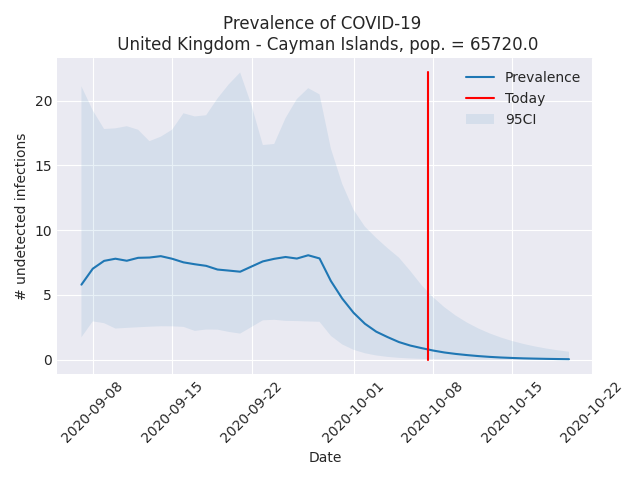 Prevalence of COVID-19
United Kingdom - Cayman Islands, pop. = 65720.0
Prevalence
Today
95CI
# undetected infections
20
15
10
5
0
2020-09-08
2020-09-15
2020-09-22
2020-10-01
2020-10-08
2020-10-15
2020-10-22
Date